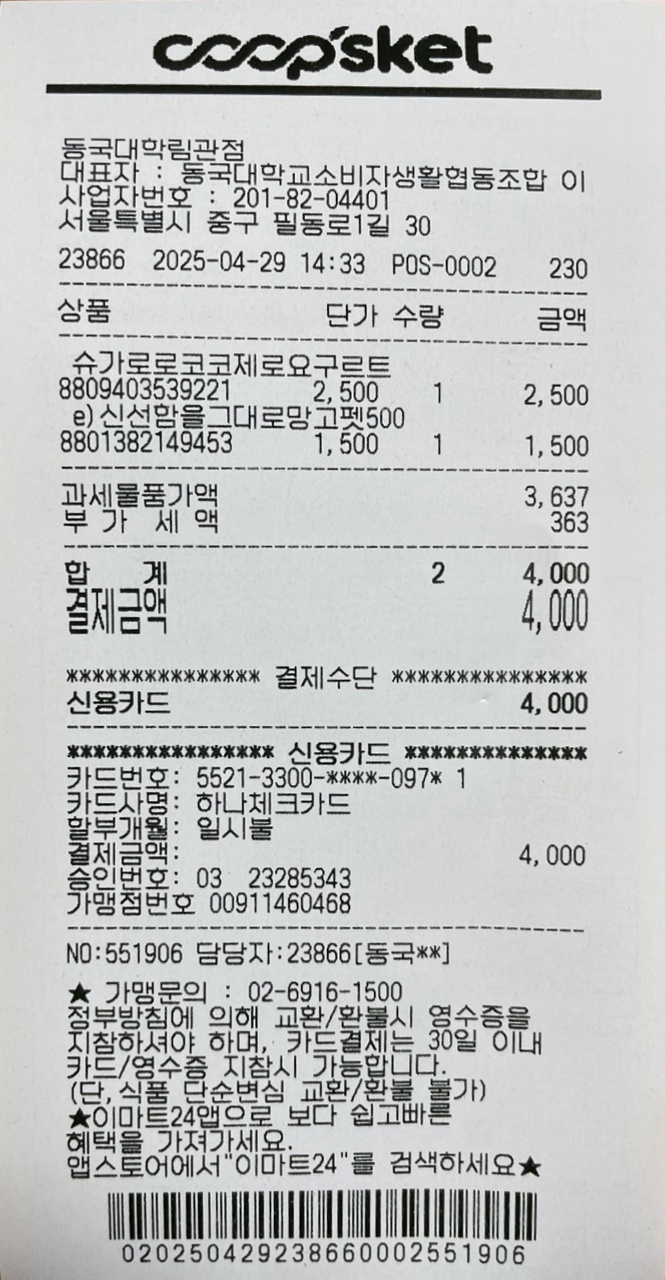 coop'sket
동국대학림관점
대표자 : 동국대학교소비자생활협동조합 이
사업자번호 : 201-82-04401
서울특별시 중구 필동로1길 30
23866 2025-04-29 14:33 POS-0002 230
상품 단가 수량 금액
슈가로로코코제로요구르트
8809403539221 2,500 1 2,500
e)신선함을그대로망고펫500
8801382149453 1,500 1 1,500
과세물품가액 3,637
부 가 세 액 363
합 계 2 4,000
결제금액 4,000
*************** 결제수단 ***************
신용카드 4,000
**************** 신용카드 **************
카드번호: 5521-3300-****-097* 1
카드사명: 하나체크카드
할부개월: 일시불
결제금액: 4,000
승인번호: 03 23285343
가맹점번호 00911460468
NO:551906 담당자:23866[동국**]
★ 가맹문의 : 02-6916-1500
정부방침에 의해 교환/환불시 영수증을
지참하셔야 하며, 카드결제는 30일 이내
카드/영수증 지참시 가능합니다.
(단,식품 단순변심 교환/환불 불가)
★이마트24앱으로 보다 쉽고빠른
혜택을 가져가세요.
앱스토어에서"이마트24"를 검색하세요★
020250429238660002551906